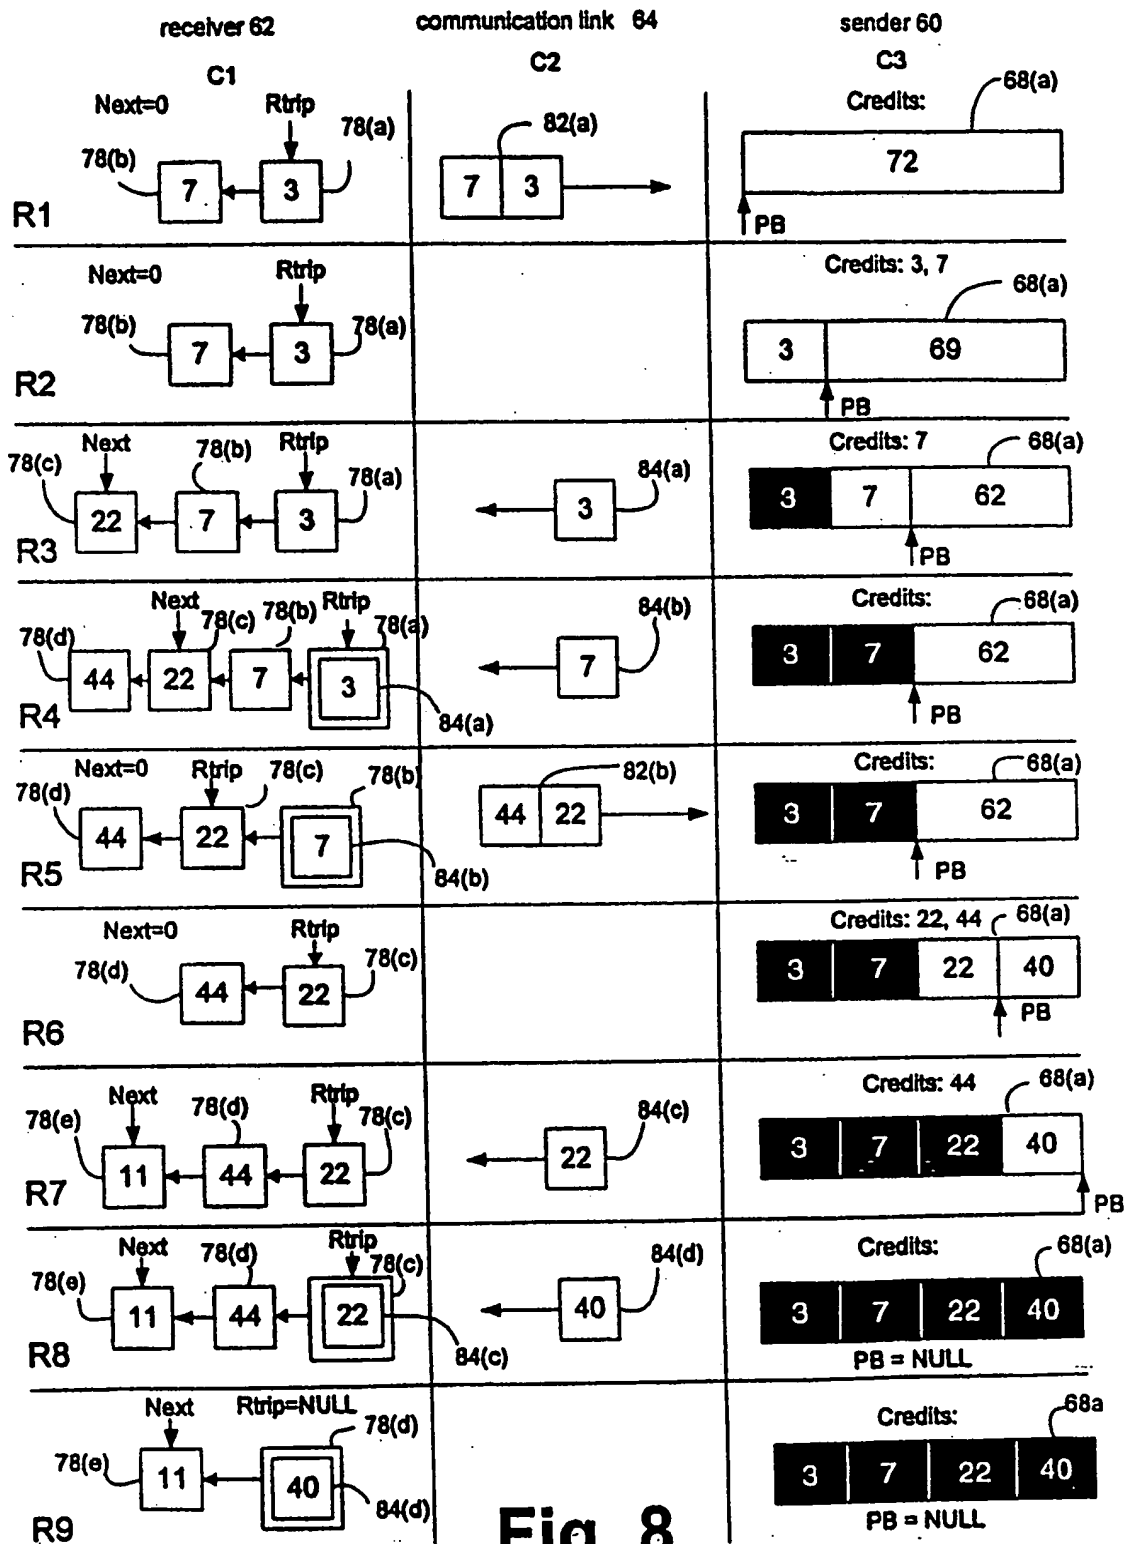 receiver 62 communication link 64 sender 60
C1 C2 C3
Next=0 Rtrip 82(a) Credits: 68(a)
78(b) 7 3 78(a) 7 3 72
R1 PB
Next=0 Rtrip Credits: 3, 7 68(a)
78(b) 7 3 78(a) 3 69
R2 PB
Next 78(b) Rtrip Credits: 7 68(a)
78(c) 22 7 3 78(a) 3 84(a) 3 7 62
R3 PB
Next 78(c) 78(b) Rtrip 78(a) 84(b) Credits: 68(a)
78(d) 44 22 7 3 7 3 7 62
R4 84(a) PB
Next=0 Rtrip 78(c) 78(b) 82(b) Credits: 68(a)
78(d) 44 22 7 44 22 3 7 62
R5 84(b) PB
Next=0 Rtrip Credits: 22, 44 68(a)
78(d) 44 22 78(c) 3 7 22 40
R6 PB
Next 78(d) Rtrip 78(c) 84(c) Credits: 44 68(a)
78(e) 11 44 22 22 3 7 22 40
R7 PB
Next 78(d) Rtrip 78(c) 84(d) Credits: 68(a)
78(e) 11 44 22 40 3 7 22 40
R8 84(c) PB = NULL
Next Rtrip=NULL 78(d) Credits: 68a
78(e) 11 40 3 7 22 40
R9 84(d) PB = NULL
Fig. 8